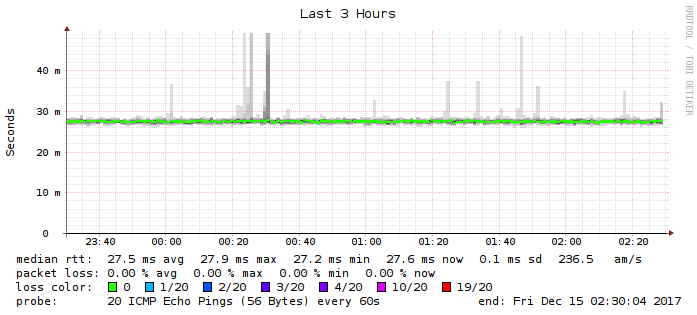 Last 3 Hours
RRDTOOL / TOBI OETIKER
Seconds
40 m
30 m
20 m
10 m
0
23:40 00:00 00:20 00:40 01:00 01:20 01:40 02:00 02:20
median rtt: 27.5 ms avg 27.9 ms max 27.2 ms min 27.6 ms now 0.1 ms sd 236.5 am/s
packet loss: 0.00 % avg 0.00 % max 0.00 % min 0.00 % now
loss color: 0 1/20 2/20 3/20 4/20 10/20 19/20
probe: 20 ICMP Echo Pings (56 Bytes) every 60s end: Fri Dec 15 02:30:04 2017